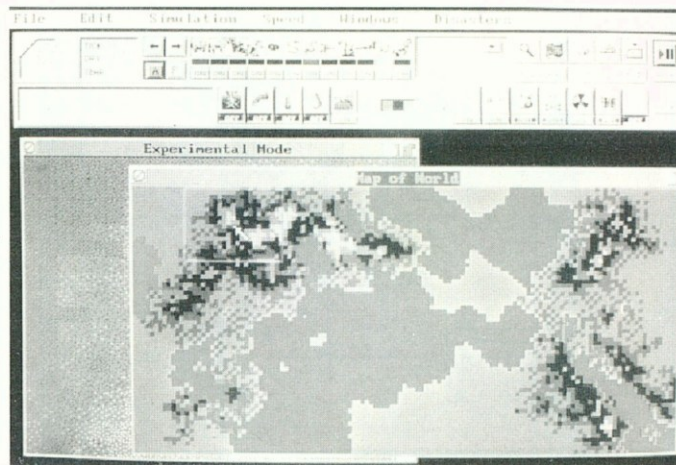 File Edit Simulation Speed Windows Disasters
Experimental Mode
Map of World